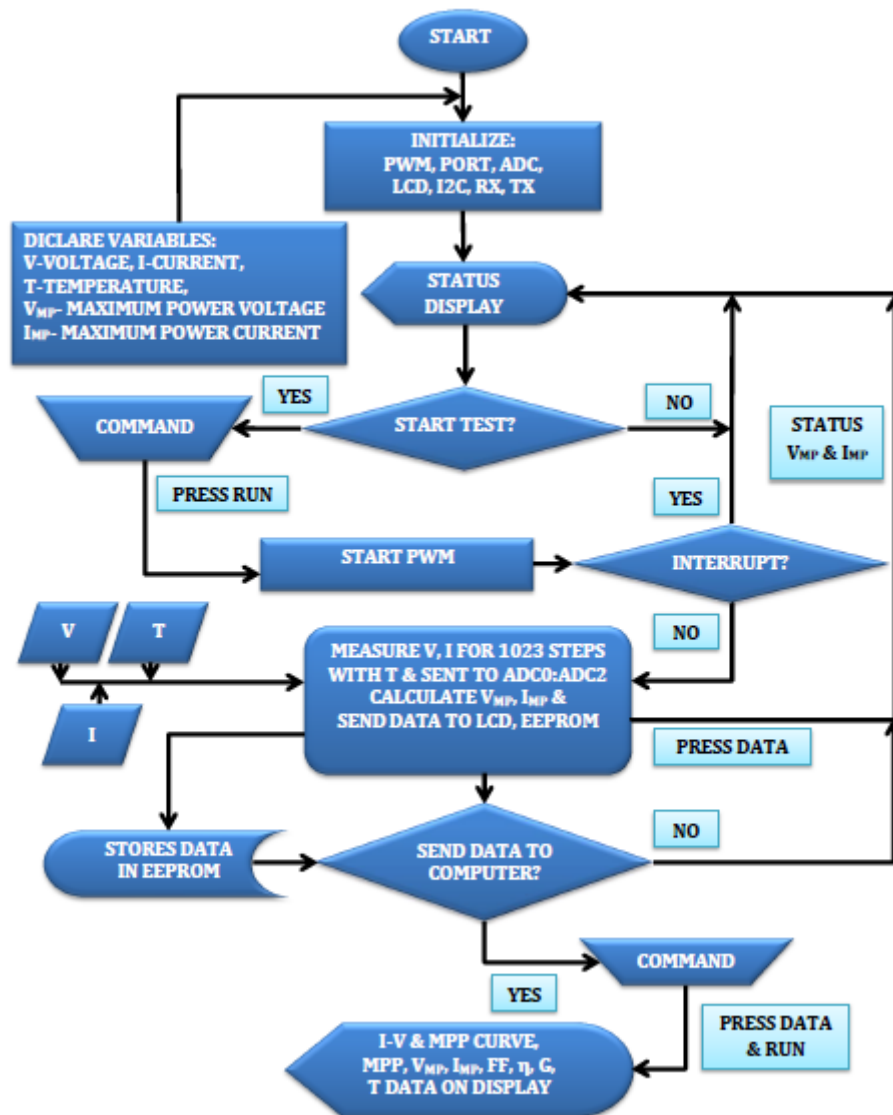 START
INITIALIZE:
PWM, PORT, ADC,
LCD, I2C, RX, TX
DICLARE VARIABLES:
V-VOLTAGE, I-CURRENT,
T-TEMPERATURE,
VMP- MAXIMUM POWER VOLTAGE
IMP- MAXIMUM POWER CURRENT
STATUS
DISPLAY
YES
NO
COMMAND
START TEST?
STATUS
VMP & IMP
PRESS RUN
YES
START PWM
INTERRUPT?
NO
V
T
I
MEASURE V, I FOR 1023 STEPS
WITH T & SENT TO ADC0:ADC2
CALCULATE VMP, IMP &
SEND DATA TO LCD, EEPROM
PRESS DATA
STORES DATA
IN EEPROM
SEND DATA TO
COMPUTER?
NO
COMMAND
YES
PRESS DATA
& RUN
I-V & MPP CURVE,
MPP, VMP, IMP, FF, η, G,
T DATA ON DISPLAY